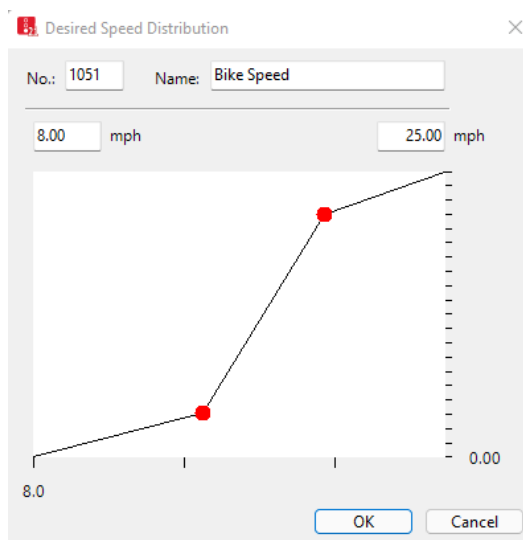 Desired Speed Distribution
No.: 1051 Name: Bike Speed
8.00 mph 25.00 mph
0.00
8.0
OK Cancel